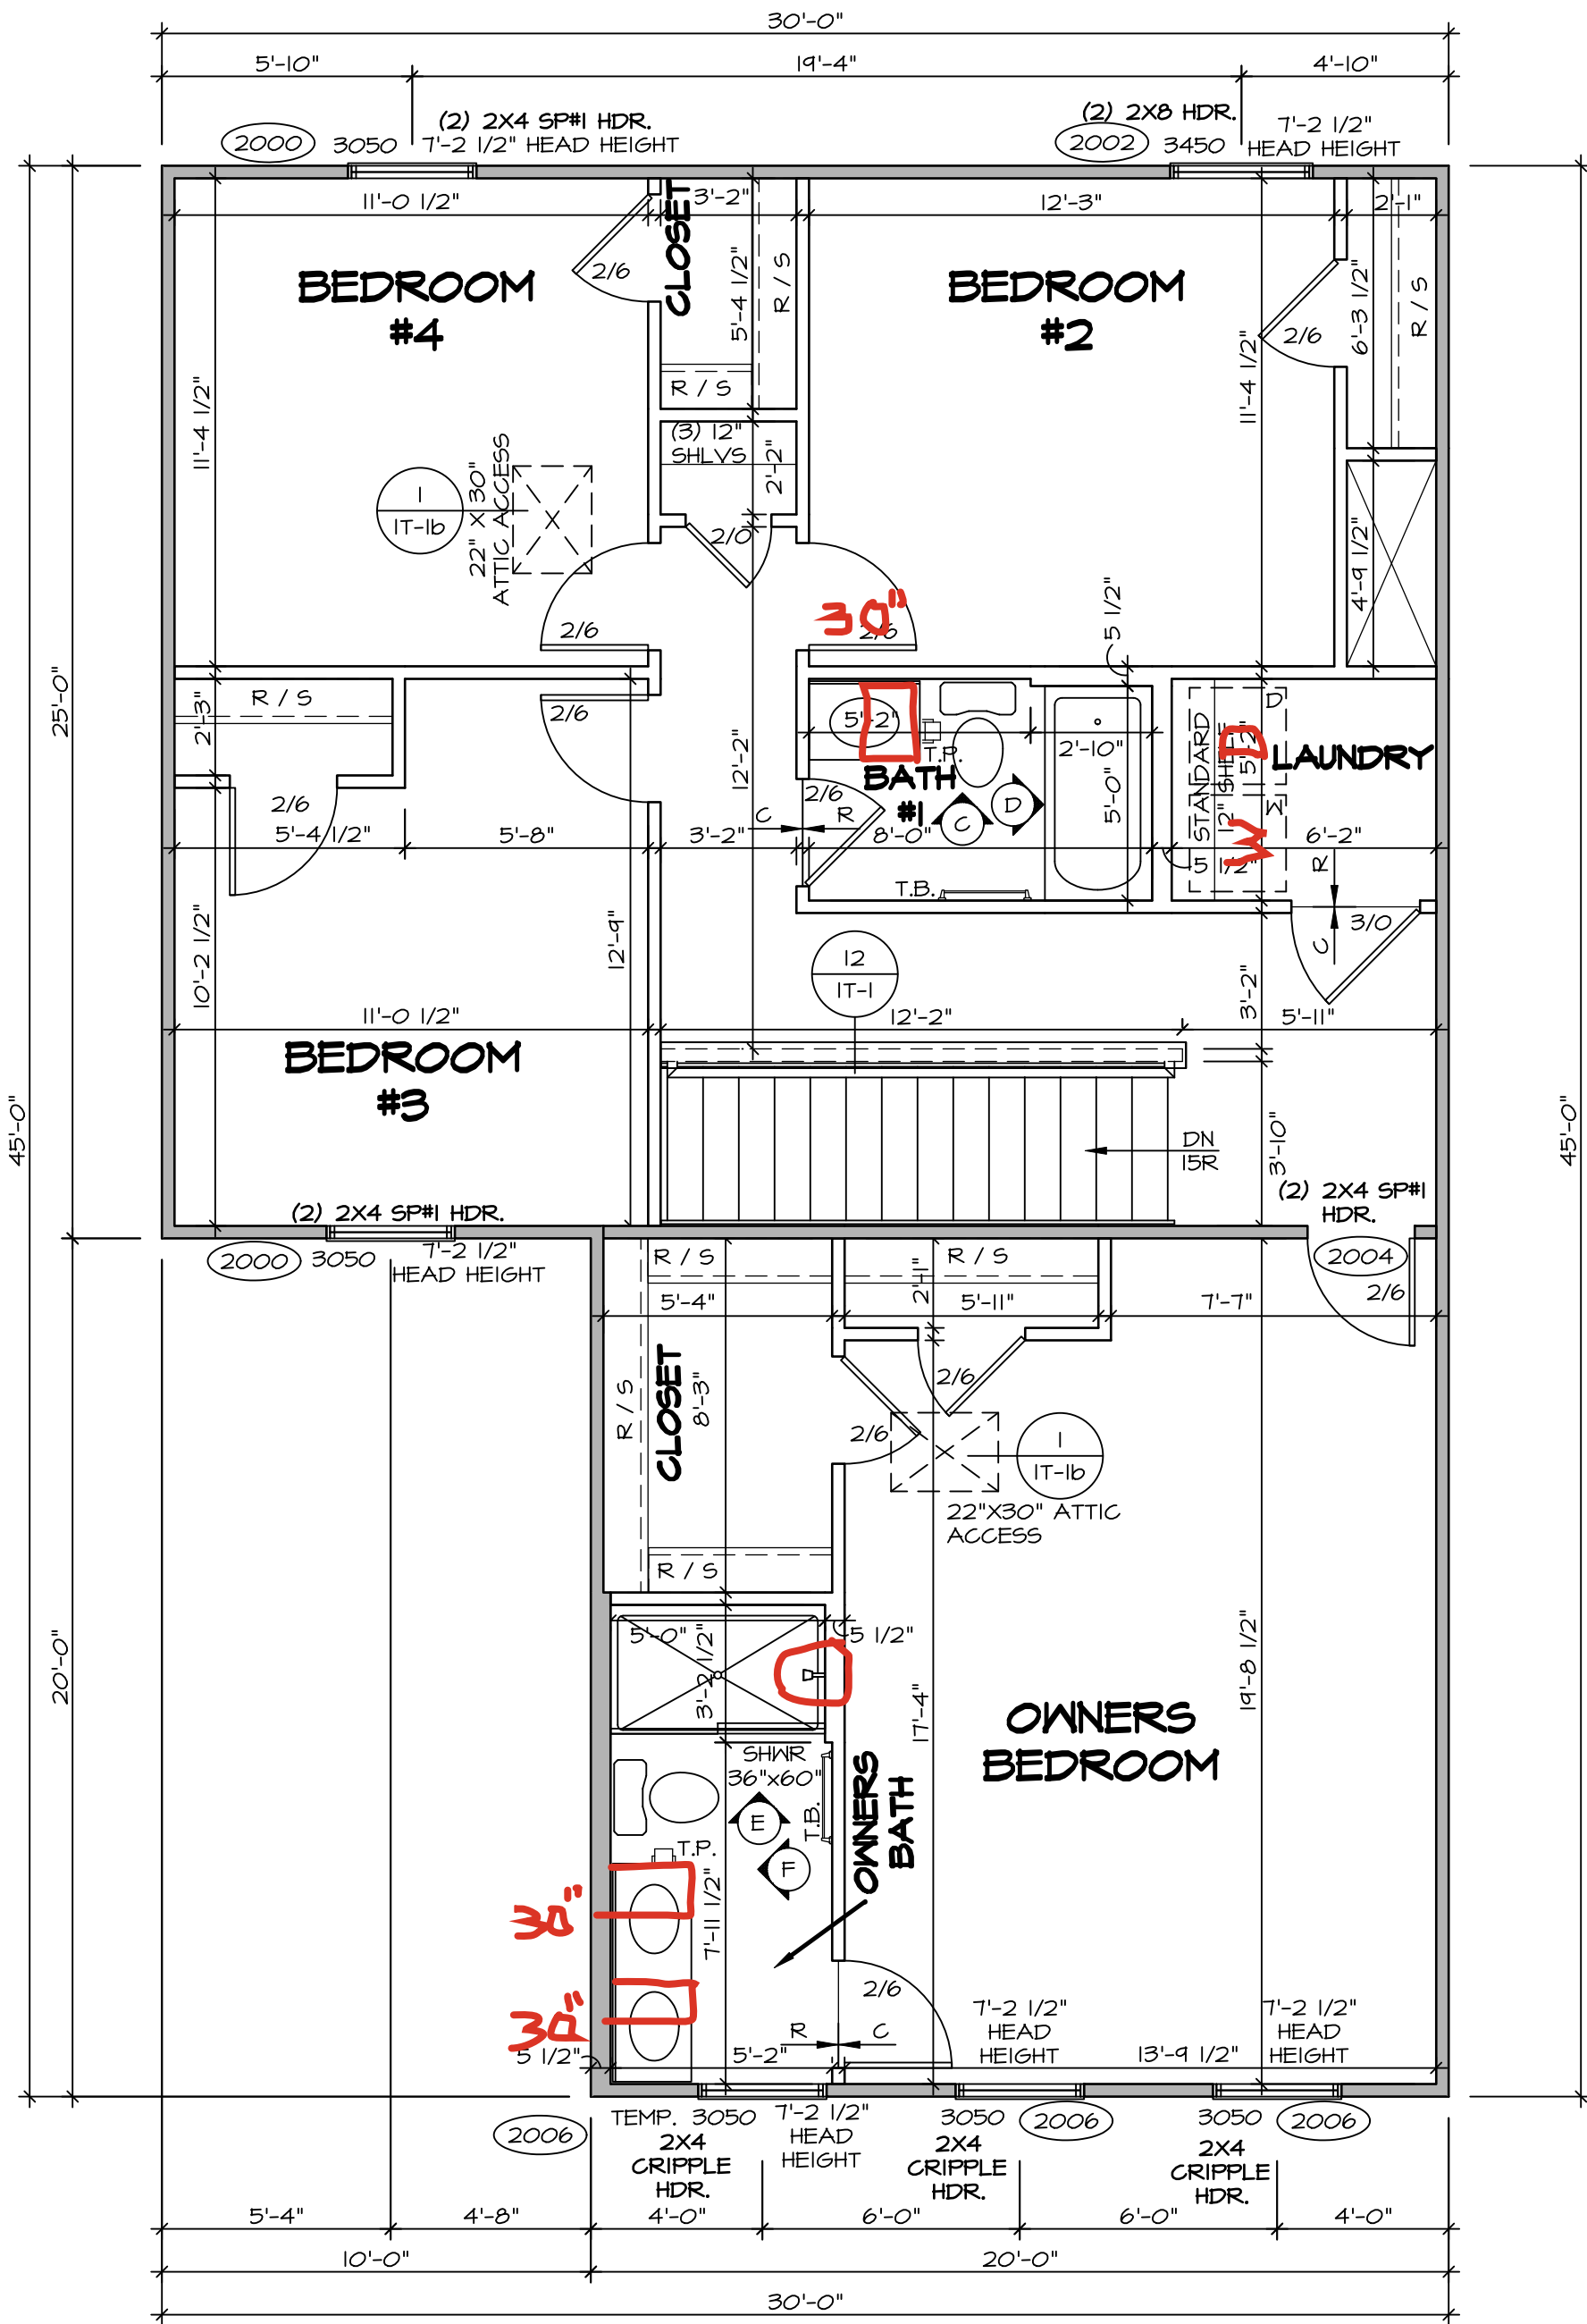 30'-0"
5'-10"
19'-4"
4'-10"
(2) 2X4 SP#1 HDR.
2000 3050 7'-2 1/2" HEAD HEIGHT
(2) 2X8 HDR.
2002 3450
7'-2 1/2"
HEAD HEIGHT
11'-0 1/2"
3'-2"
12'-3"
2'-1"
BEDROOM
#4
2/6
CLOSET
5'-4 1/2"
R / S
R / S
BEDROOM
#2
2/6
6'-3 1/2"
R / S
11'-4 1/2"
11'-4 1/2"
(3) 12"
SHLVS
2'-2"
2/0
1
1T-1b
22" X 30"
ATTIC ACCESS
X
4'-9 1/2"
5 1/2"
30"
2/6
2/6
25'-0"
45'-0"
45'-0"
R / S
2'-3"
2/6
2/6
5'-4 1/2"
5'-8"
3'-2"
12'-2"
5'-2"
T.P.
BATH
#1
2/6
C
R
8'-0"
C
D
2'-10"
5'-0"
T.B.
STANDARD
12" SHELF
5'-2"
D
W
D
W
LAUNDRY
5 1/2"
6'-2"
R
C
3/0
10'-2 1/2"
12'-9"
12
1T-1
11'-0 1/2"
12'-2"
3'-2"
5'-11"
BEDROOM
#3
DN
15R
3'-10"
(2) 2X4 SP#1 HDR.
(2) 2X4 SP#1
HDR.
2000 3050
7'-2 1/2"
HEAD HEIGHT
2004
2/6
R / S
R / S
2'-11"
5'-4"
5'-11"
7'-7"
R / S
CLOSET
8'-3"
2/6
2/6
1
1T-1b
22"X30" ATTIC
ACCESS
R / S
5'-0"
3'-2 1/2"
5 1/2"
20'-0"
17'-4"
19'-8 1/2"
OWNERS
BEDROOM
SHWR
36"x60"
T.B.
E
F
T.P.
OWNERS
BATH
30"
7'-11 1/2"
30"
2/6
5 1/2"
5'-2"
R
C
7'-2 1/2"
HEAD
HEIGHT
13'-9 1/2"
7'-2 1/2"
HEAD
HEIGHT
2006
TEMP. 3050
2X4
CRIPPLE
HDR.
7'-2 1/2"
HEAD
HEIGHT
3050 2006
2X4
CRIPPLE
HDR.
3050 2006
2X4
CRIPPLE
HDR.
5'-4"
4'-8"
4'-0"
6'-0"
6'-0"
4'-0"
10'-0"
20'-0"
30'-0"